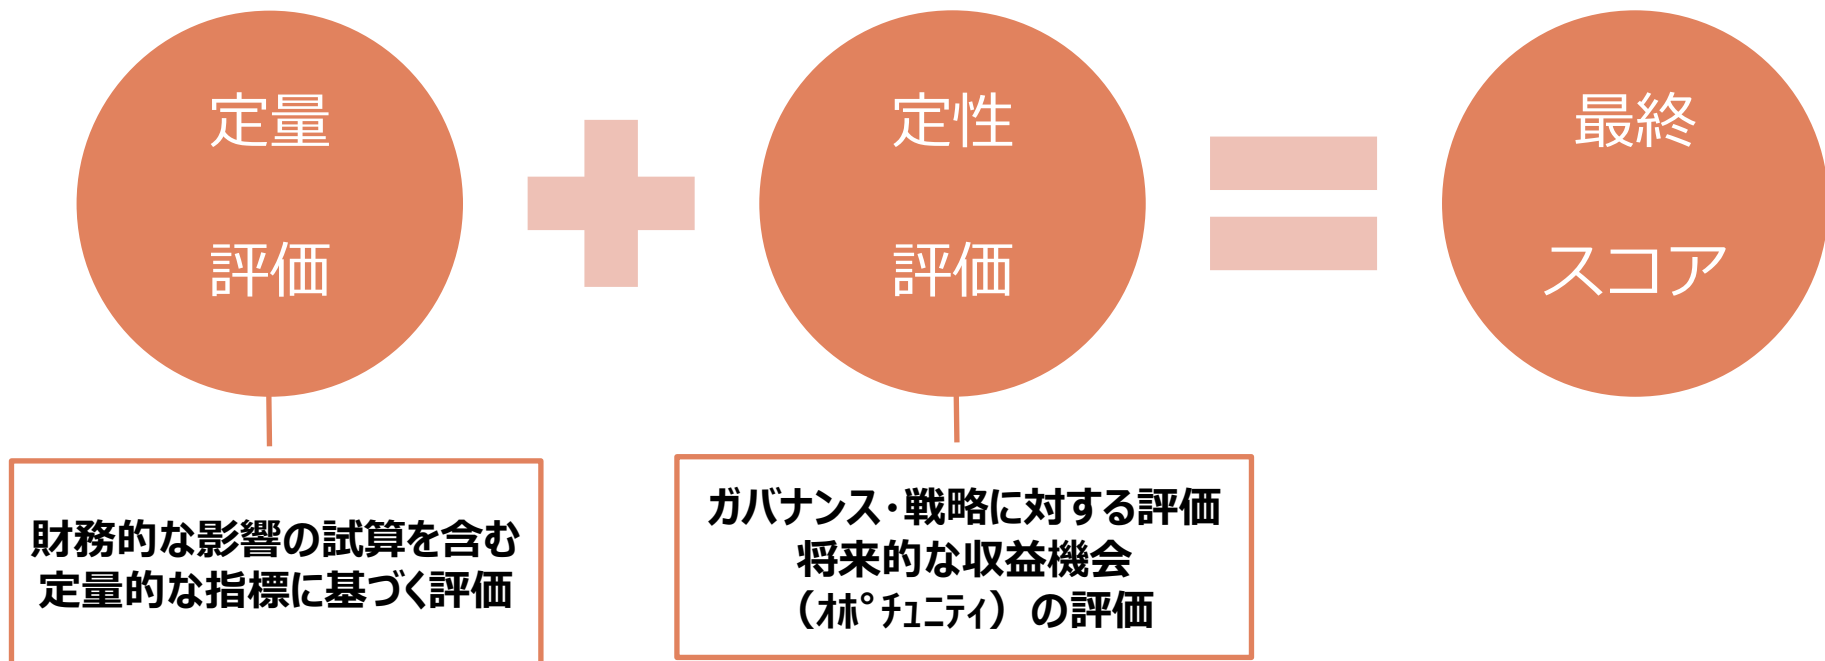 定量
評価
定性
評価
最終
スコア
財務的な影響の試算を含む
定量的な指標に基づく評価
ガバナンス・戦略に対する評価
将来的な収益機会
（ｵﾎﾟﾁｭﾆﾃｨ）の評価